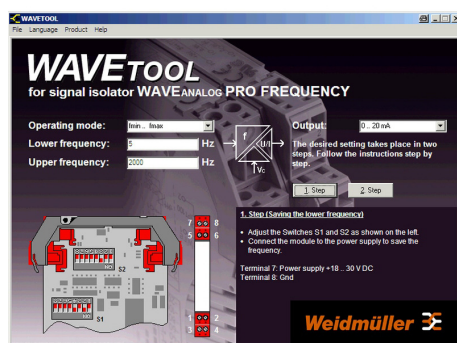 WAVETOOL
File Language Product Help
WAVETOOL
for signal isolator WAVEANALOG PRO FREQUENCY
Operating mode: fmin... fmax Output: 0 .. 20 mA
Lower frequency: 5 Hz
Upper frequency: 2000 Hz
f
U/I
Vc
The desired setting takes place in two
steps. Follow the instructions step by
step.
1. Step 2. Step
1. Step (Saving the lower frequency)
• Adjust the Switches S1 and S2 as shown on the left.
• Connect the module to the power supply to save the
frequency.
Terminal 7: Power supply +18 .. 30 V DC
Terminal 8: Gnd
7 8
5 6
S2
S1
1 2
3 4
Weidmüller